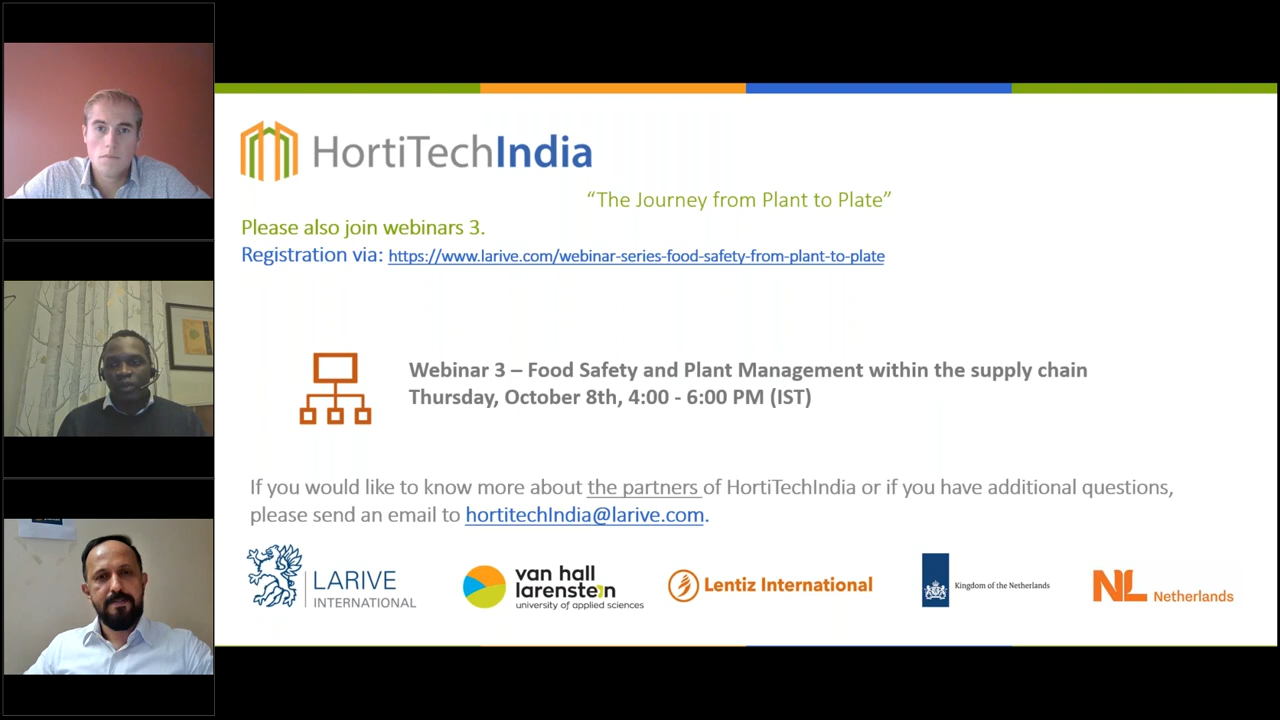 HortiTechIndia
“The Journey from Plant to Plate”
Please also join webinars 3.
Registration via: https://www.larive.com/webinar-series-food-safety-from-plant-to-plate
Webinar 3 – Food Safety and Plant Management within the supply chain
Thursday, October 8th, 4:00 - 6:00 PM (IST)
If you would like to know more about the partners of HortiTechIndia or if you have additional questions,
please send an email to hortitechIndia@larive.com.
LARIVE
INTERNATIONAL
van hall
larenstein
university of applied sciences
Lentiz International
Kingdom of the Netherlands
NL Netherlands